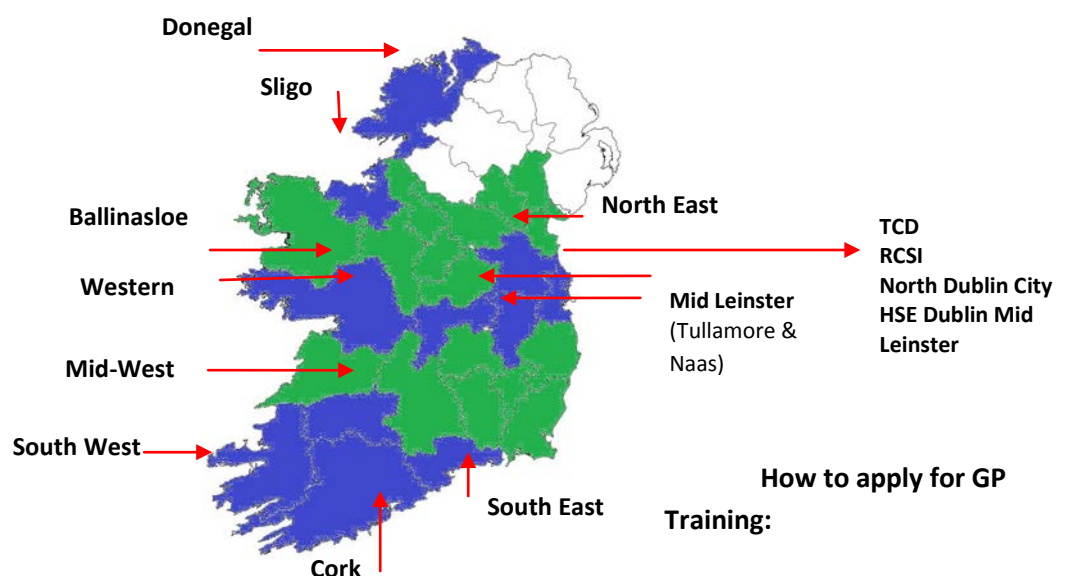 Donegal
Sligo
Ballinasloe
North East
TCD
RCSI
North Dublin City
HSE Dublin Mid
Leinster
Western
Mid Leinster
(Tullamore &
Naas)
Mid-West
South West
South East
How to apply for GP
Training:
Cork